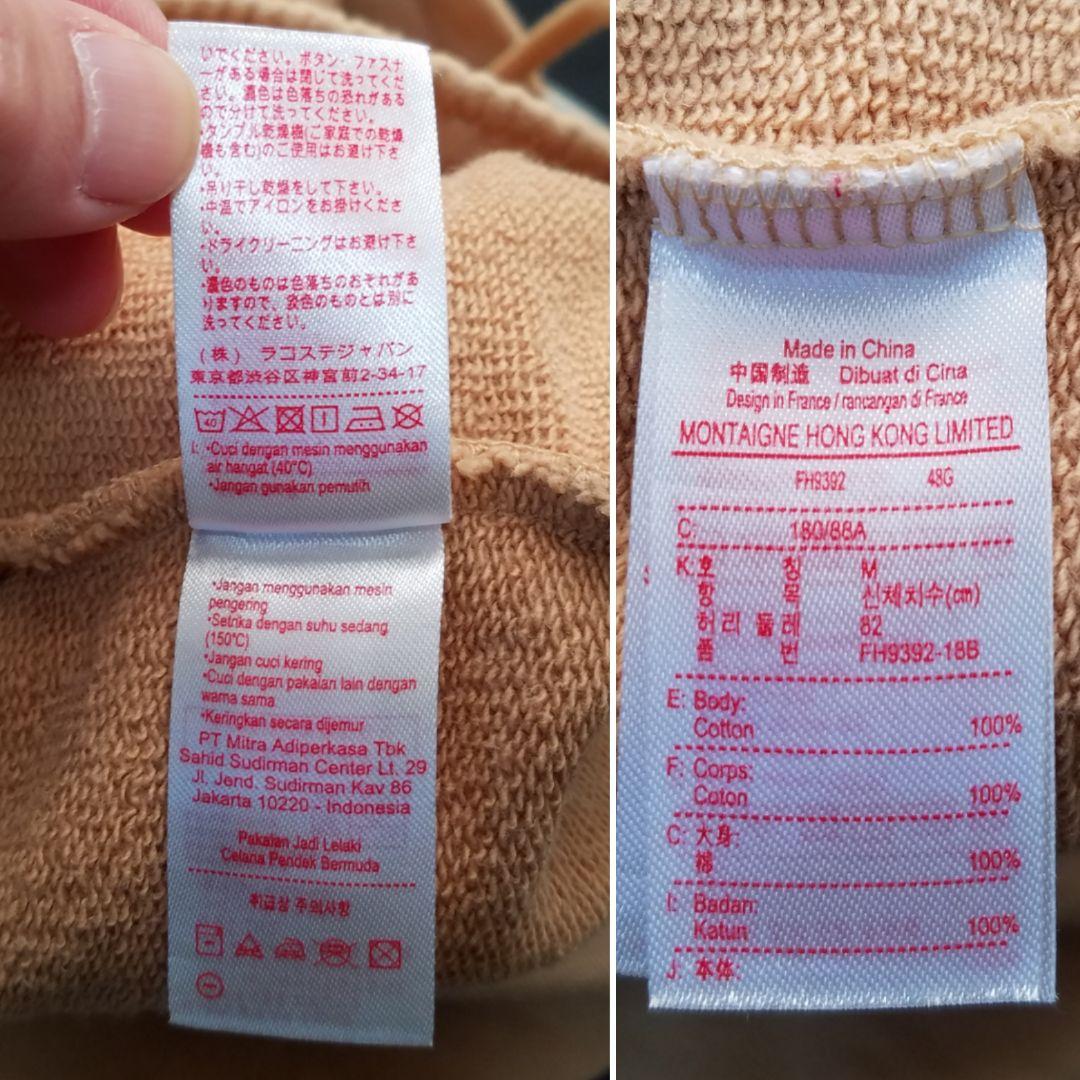 いでください。ボタン・ファスナ
ーがある場合は閉じて洗ってくだ
さい。濃色は色落ちの恐れがある
ので分けて洗ってください。
・タンブル乾燥機(ご家庭での乾燥
機も含む)のご使用はお避け下さ
い。
・吊り干し乾燥をして下さい。
・中温でアイロンをお掛けくださ
い。
・ドライクリーニングはお避け下さ
い。
・濃色のものは色落ちのおそれがあ
りますので、淡色のものとは別に
洗ってください。
(株) ラコステジャパン
東京都渋谷区神宮前2-34-17
40
I: •Cuci dengan mesin menggunakan
air hangat (40°C)
•Jangan gunakan pemutih
•Jangan menggunakan mesin
pengering
•Setrika dengan suhu sedang
(150°C)
•Jangan cuci kering
•Cuci dengan pakaian lain dengan
warna sama
•Keringkan secara dijemur
PT Mitra Adiperkasa Tbk
Sahid Sudirman Center Lt. 29
Jl. Jend. Sudirman Kav 86
Jakarta 10220 - Indonesia
Pakaian Jadi Lelaki
Celana Pendek Bermuda
취급상 주의사항
Made in China
中国制造 Dibuat di Cina
Design in France / rancangan di France
MONTAIGNE HONG KONG LIMITED
FH9392 48G
C: 180/88A
K: 호 칭 M
항 목 신체치수(cm)
허리 둘레 82
품 번 FH9392-18B
E: Body:
Cotton 100%
F: Corps:
Coton 100%
C: 大身:
棉 100%
I: Badan:
Katun 100%
J: 本体: